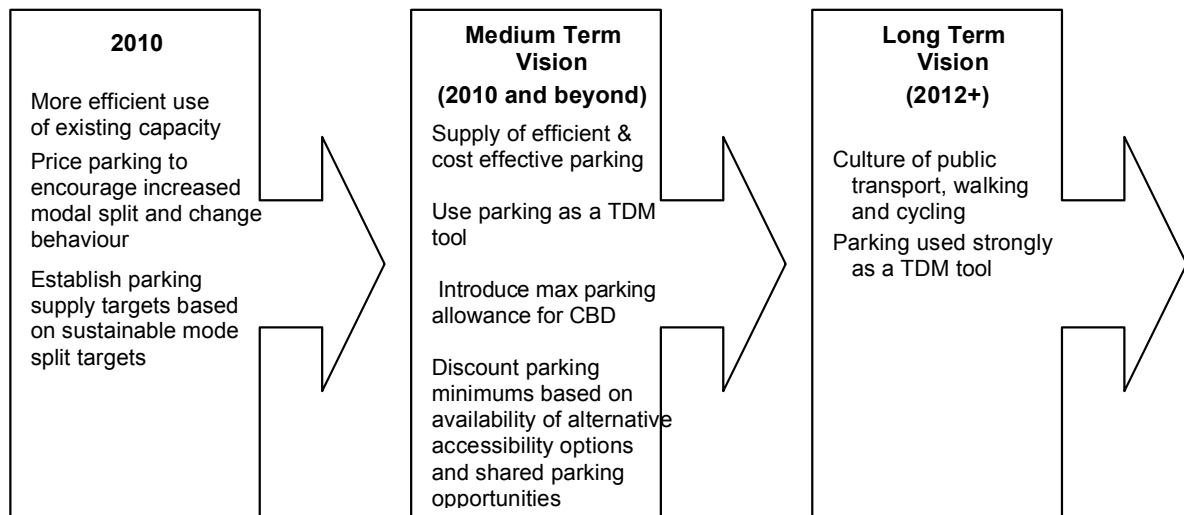 2010
More efficient use
of existing capacity
Price parking to
encourage increased
modal split and change
behaviour
Establish parking
supply targets based
on sustainable mode
split targets
Medium Term
Vision
(2010 and beyond)
Supply of efficient &
cost effective parking
Use parking as a TDM
tool
Introduce max parking
allowance for CBD
Discount parking
minimums based on
availability of alternative
accessibility options
and shared parking
opportunities
Long Term
Vision
(2012+)
Culture of public
transport, walking
and cycling
Parking used strongly
as a TDM tool